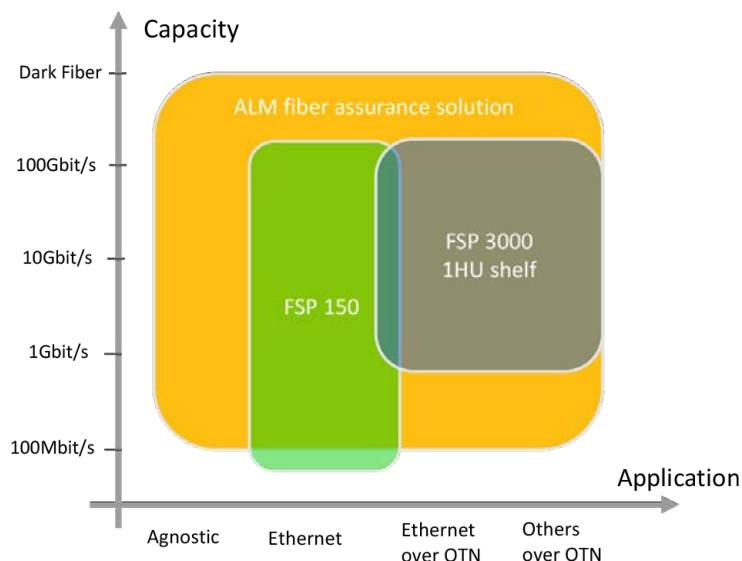 Capacity
Dark Fiber
ALM fiber assurance solution
100Gbit/s
10Gbit/s
FSP 3000
1HU shelf
FSP 150
1Gbit/s
100Mbit/s
Application
Agnostic
Ethernet
Ethernet
over OTN
Others
over OTN